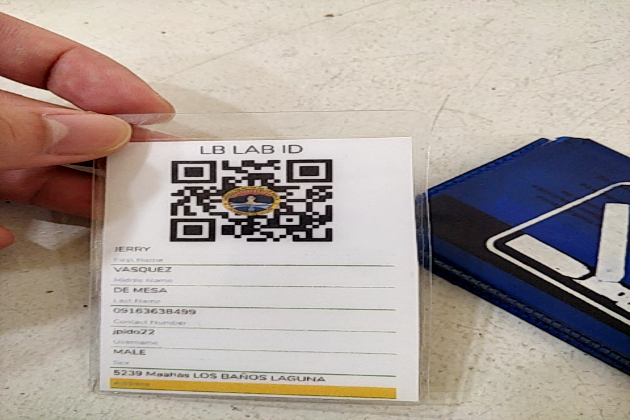 LB LAB ID
JERRY
First Name
VASQUEZ
Middle Name
DE MESA
Last Name
09163638499
Contact Number
jpido22
Username
MALE
Sex
5239 Maahas LOS BAÑOS LAGUNA
Address